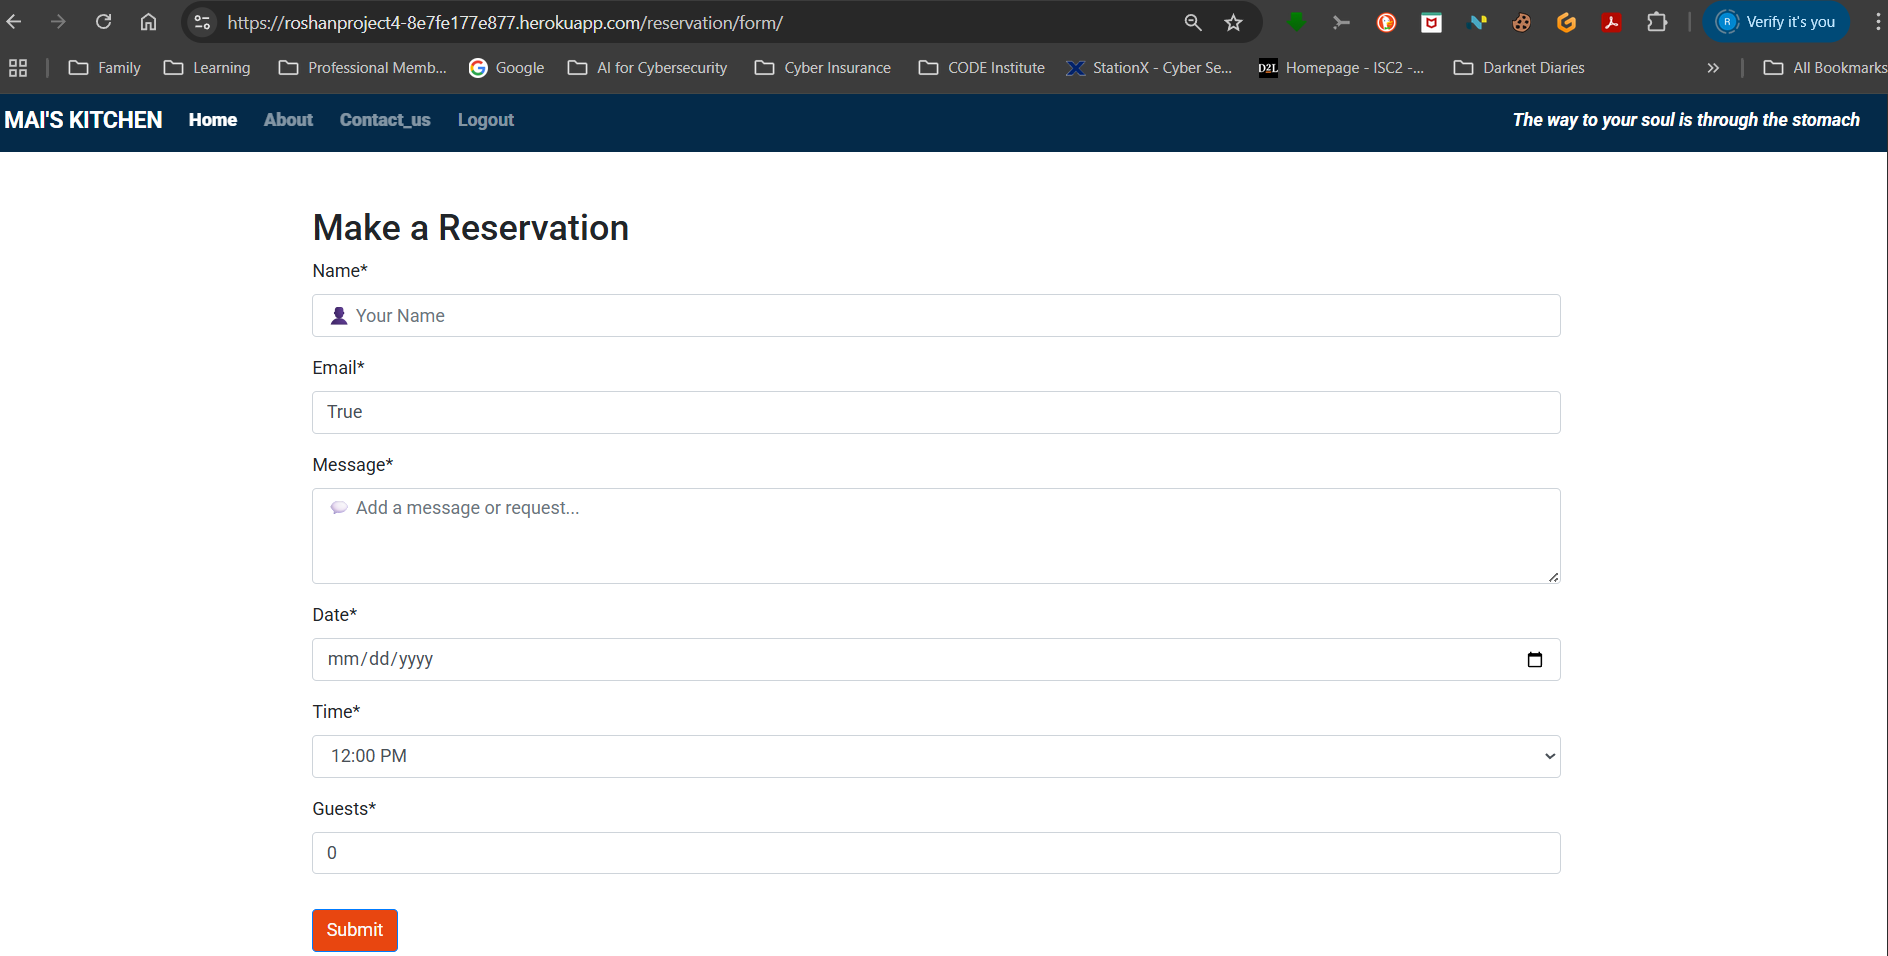 https://roshanproject4-8e7fe177e877.herokuapp.com/reservation/form/
R Verify it's you
Family Learning Professional Memb... Google AI for Cybersecurity Cyber Insurance CODE Institute StationX - Cyber Se... D2L Homepage - ISC2 -... Darknet Diaries » All Bookmarks
MAI'S KITCHEN Home About Contact_us Logout The way to your soul is through the stomach
Make a Reservation
Name*
Your Name
Email*
True
Message*
Add a message or request...
Date*
mm/dd/yyyy
Time*
12:00 PM
Guests*
0
Submit